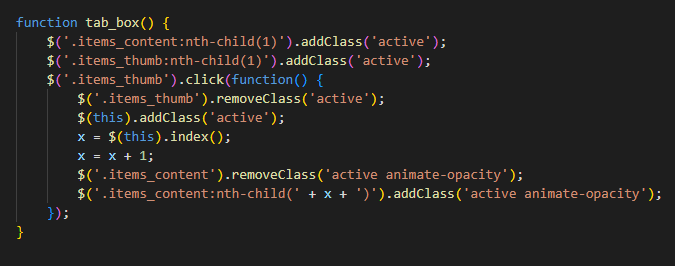 function tab_box() {
$('.items_content:nth-child(1)').addClass('active');
$('.items_thumb:nth-child(1)').addClass('active');
$('.items_thumb').click(function() {
$('.items_thumb').removeClass('active');
$(this).addClass('active');
x = $(this).index();
x = x + 1;
$('.items_content').removeClass('active animate-opacity');
$('.items_content:nth-child(' + x + ')').addClass('active animate-opacity');
});
}